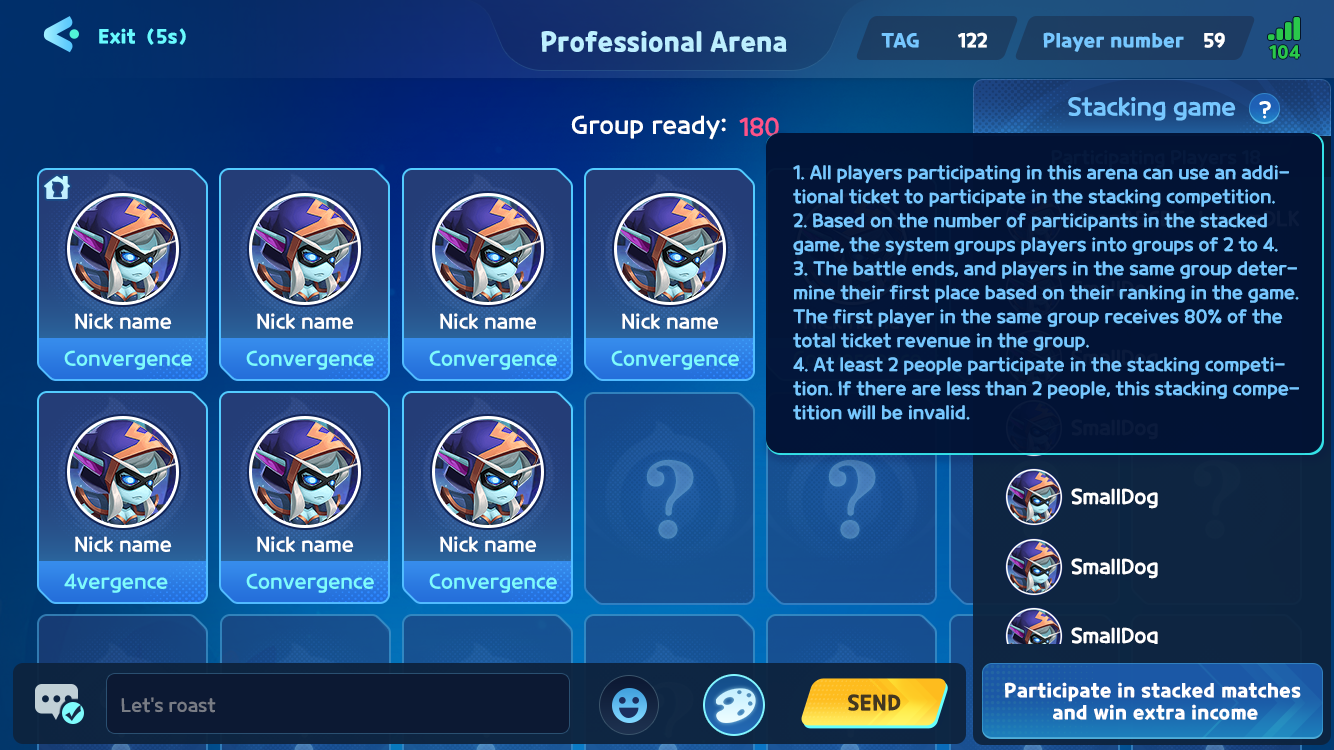 Exit (5s)
Professional Arena
TAG 122
Player number 59
104
Group ready: 180
Stacking game ?
Participating Players 18
1. All players participating in this arena can use an addi-
tional ticket to participate in the stacking competition.
2. Based on the number of participants in the stacked
game, the system groups players into groups of 2 to 4.
3. The battle ends, and players in the same group deter-
mine their first place based on their ranking in the game.
The first player in the same group receives 80% of the
total ticket revenue in the group.
4. At least 2 people participate in the stacking competi-
tion. If there are less than 2 people, this stacking compe-
tition will be invalid.
Nick name Nick name Nick name Nick name
Convergence Convergence Convergence Convergence
Nick name Nick name Nick name
4vergence Convergence Convergence
? ?
SmallDog
SmallDog
SmallDog
SmallDog
Let's roast
SEND
Participate in stacked matches
and win extra income